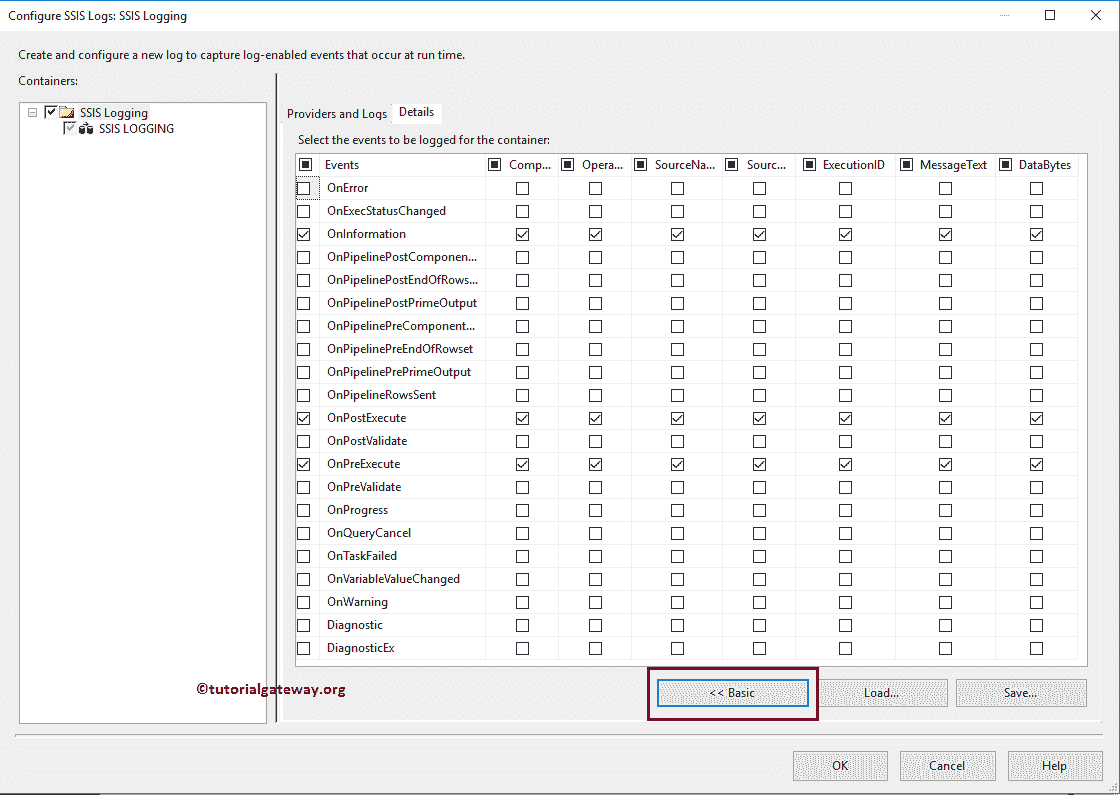 Configure SSIS Logs: SSIS Logging
Create and configure a new log to capture log-enabled events that occur at run time.
Containers:
SSIS Logging
SSIS LOGGING
Providers and Logs Details
Select the events to be logged for the container:
Events Comp... Opera... SourceNa... Sourc... ExecutionID MessageText DataBytes
OnError
OnExecStatusChanged
OnInformation
OnPipelinePostComponen...
OnPipelinePostEndOfRows...
OnPipelinePostPrimeOutput
OnPipelinePreComponent...
OnPipelinePreEndOfRowset
OnPipelinePrePrimeOutput
OnPipelineRowsSent
OnPostExecute
OnPostValidate
OnPreExecute
OnPreValidate
OnProgress
OnQueryCancel
OnTaskFailed
OnVariableValueChanged
OnWarning
Diagnostic
DiagnosticEx
©tutorialgateway.org
<< Basic Load... Save...
OK Cancel Help